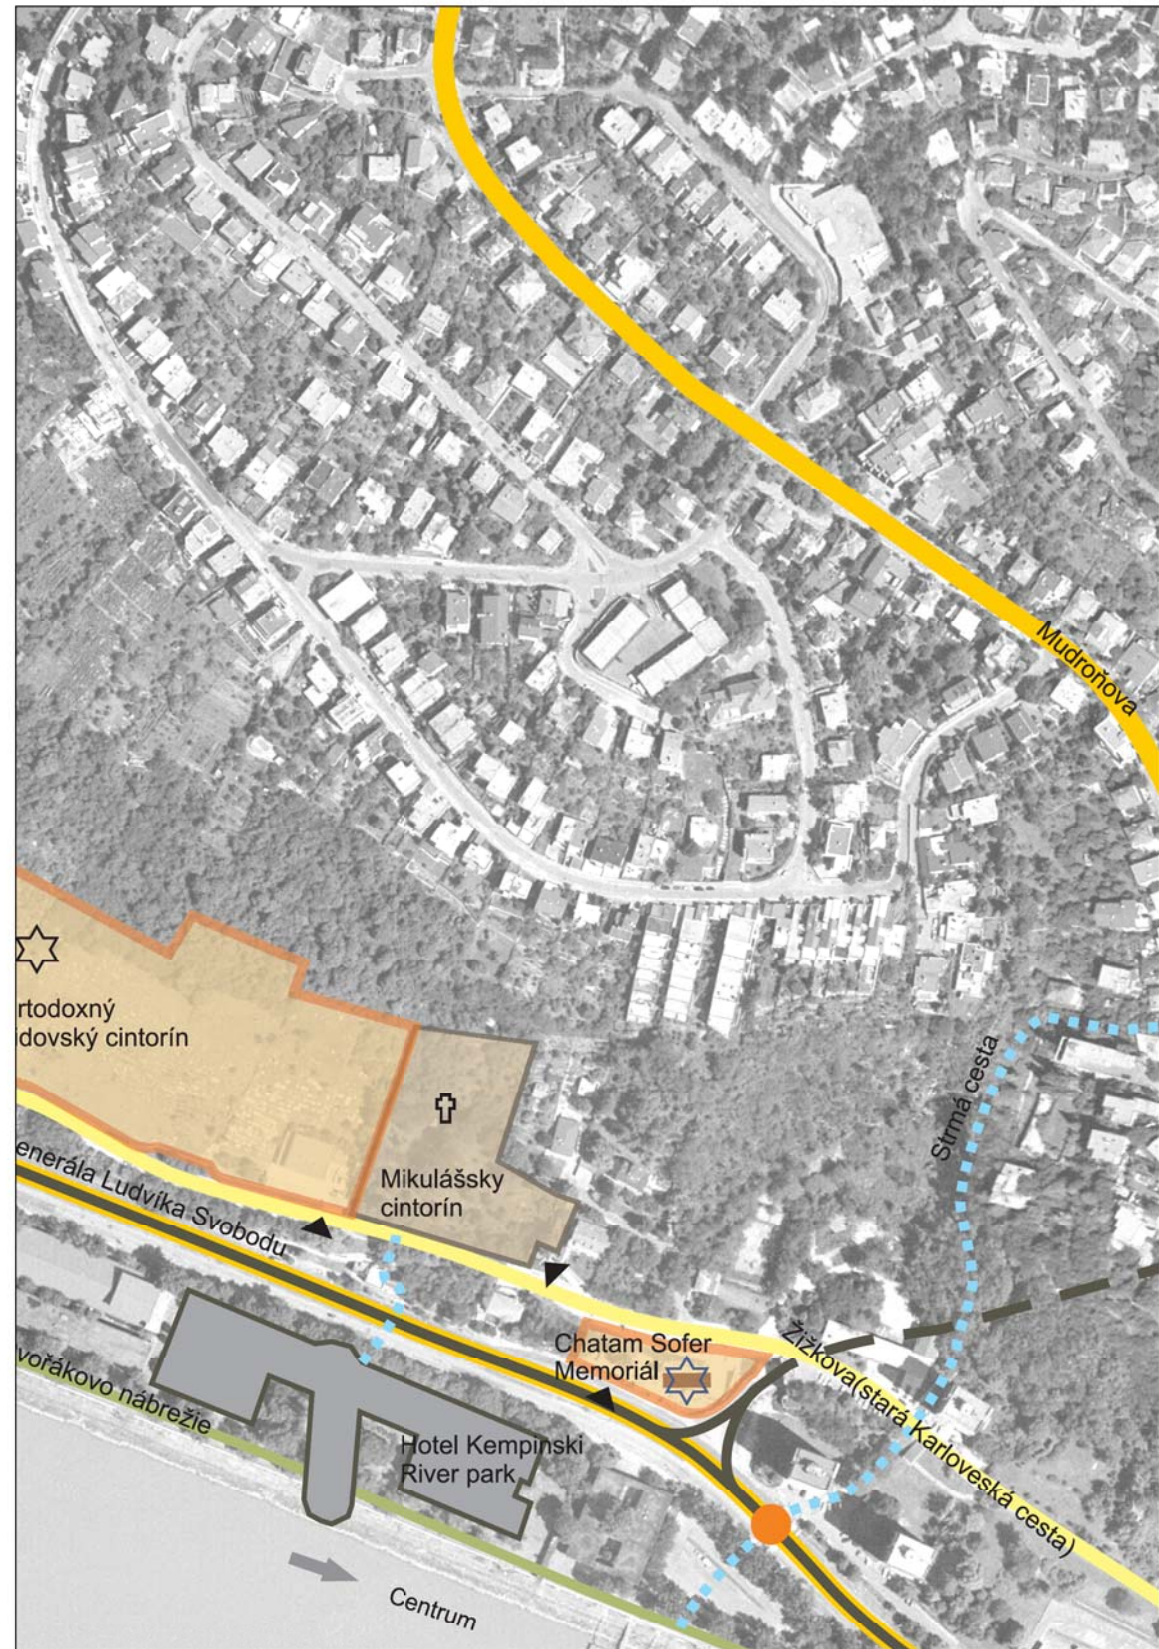 Mudroňova
rtodoxný
idovský cintorín
Strmá cesta
Mikulášsky
cintorín
enerála Ludvíka Svobodu
Chatam Sofer
Memoriál
Žižkova(stará Karloveská cesta)
vořákovo nábrežie
Hotel Kempinski
River park
Centrum